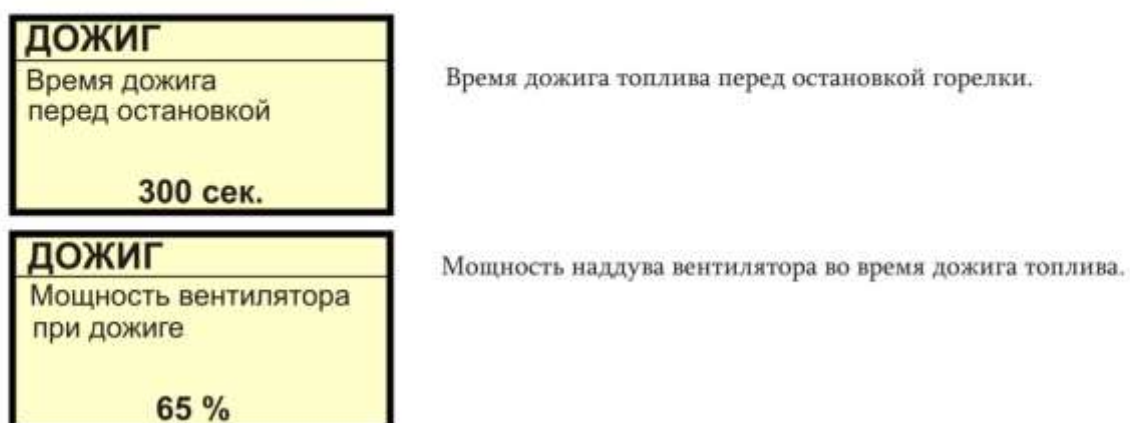 ДОЖИГ
Время дожига
перед остановкой
300 сек.
Время дожига топлива перед остановкой горелки.
ДОЖИГ
Мощность вентилятора
при дожиге
65 %
Мощность наддува вентилятора во время дожига топлива.